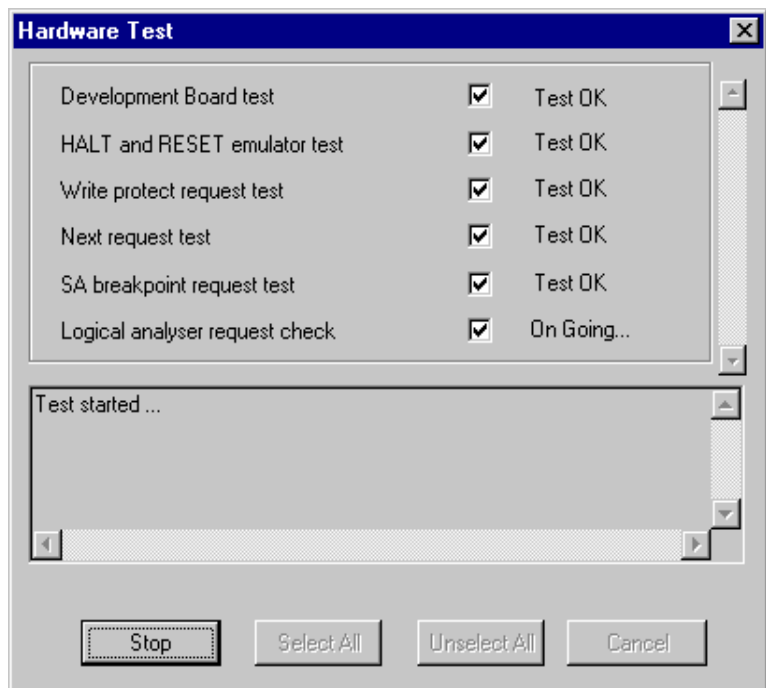 Hardware Test
Development Board test Test OK
HALT and RESET emulator test Test OK
Write protect request test Test OK
Next request test Test OK
SA breakpoint request test Test OK
Logical analyser request check On Going...
Test started ...
Stop Select All Unselect All Cancel